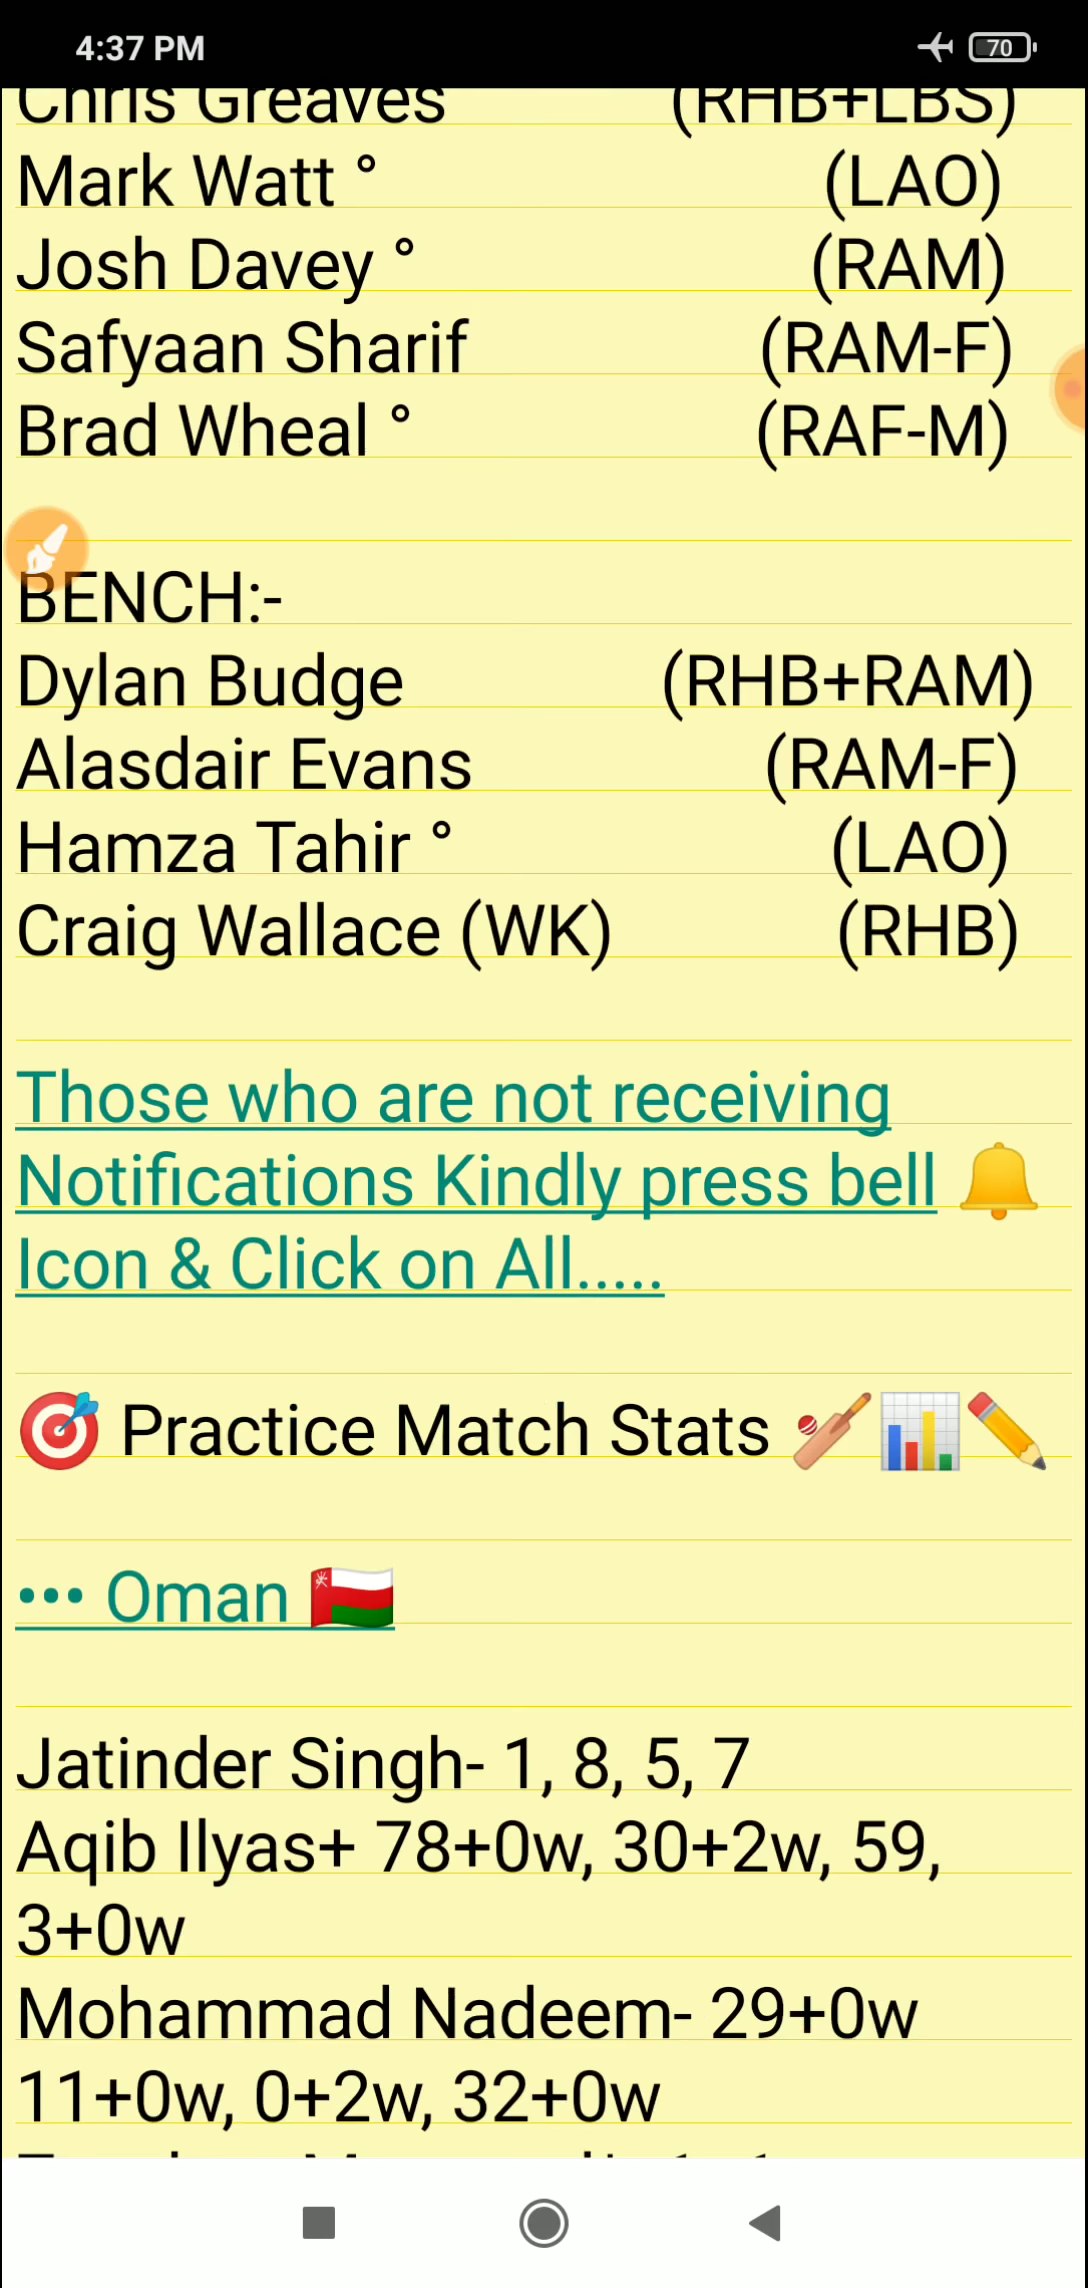 4:37 PM
70
Chris Greaves (RHB+LBS)
Mark Watt ° (LAO)
Josh Davey ° (RAM)
Safyaan Sharif (RAM-F)
Brad Wheal ° (RAF-M)
BENCH:-
Dylan Budge (RHB+RAM)
Alasdair Evans (RAM-F)
Hamza Tahir ° (LAO)
Craig Wallace (WK) (RHB)
Those who are not receiving
Notifications Kindly press bell 🔔
Icon & Click on All.....
🎯 Practice Match Stats 🏏📊✏️
••• Oman 🇴🇲
Jatinder Singh- 1, 8, 5, 7
Aqib Ilyas+ 78+0w, 30+2w, 59,
3+0w
Mohammad Nadeem- 29+0w
11+0w, 0+2w, 32+0w